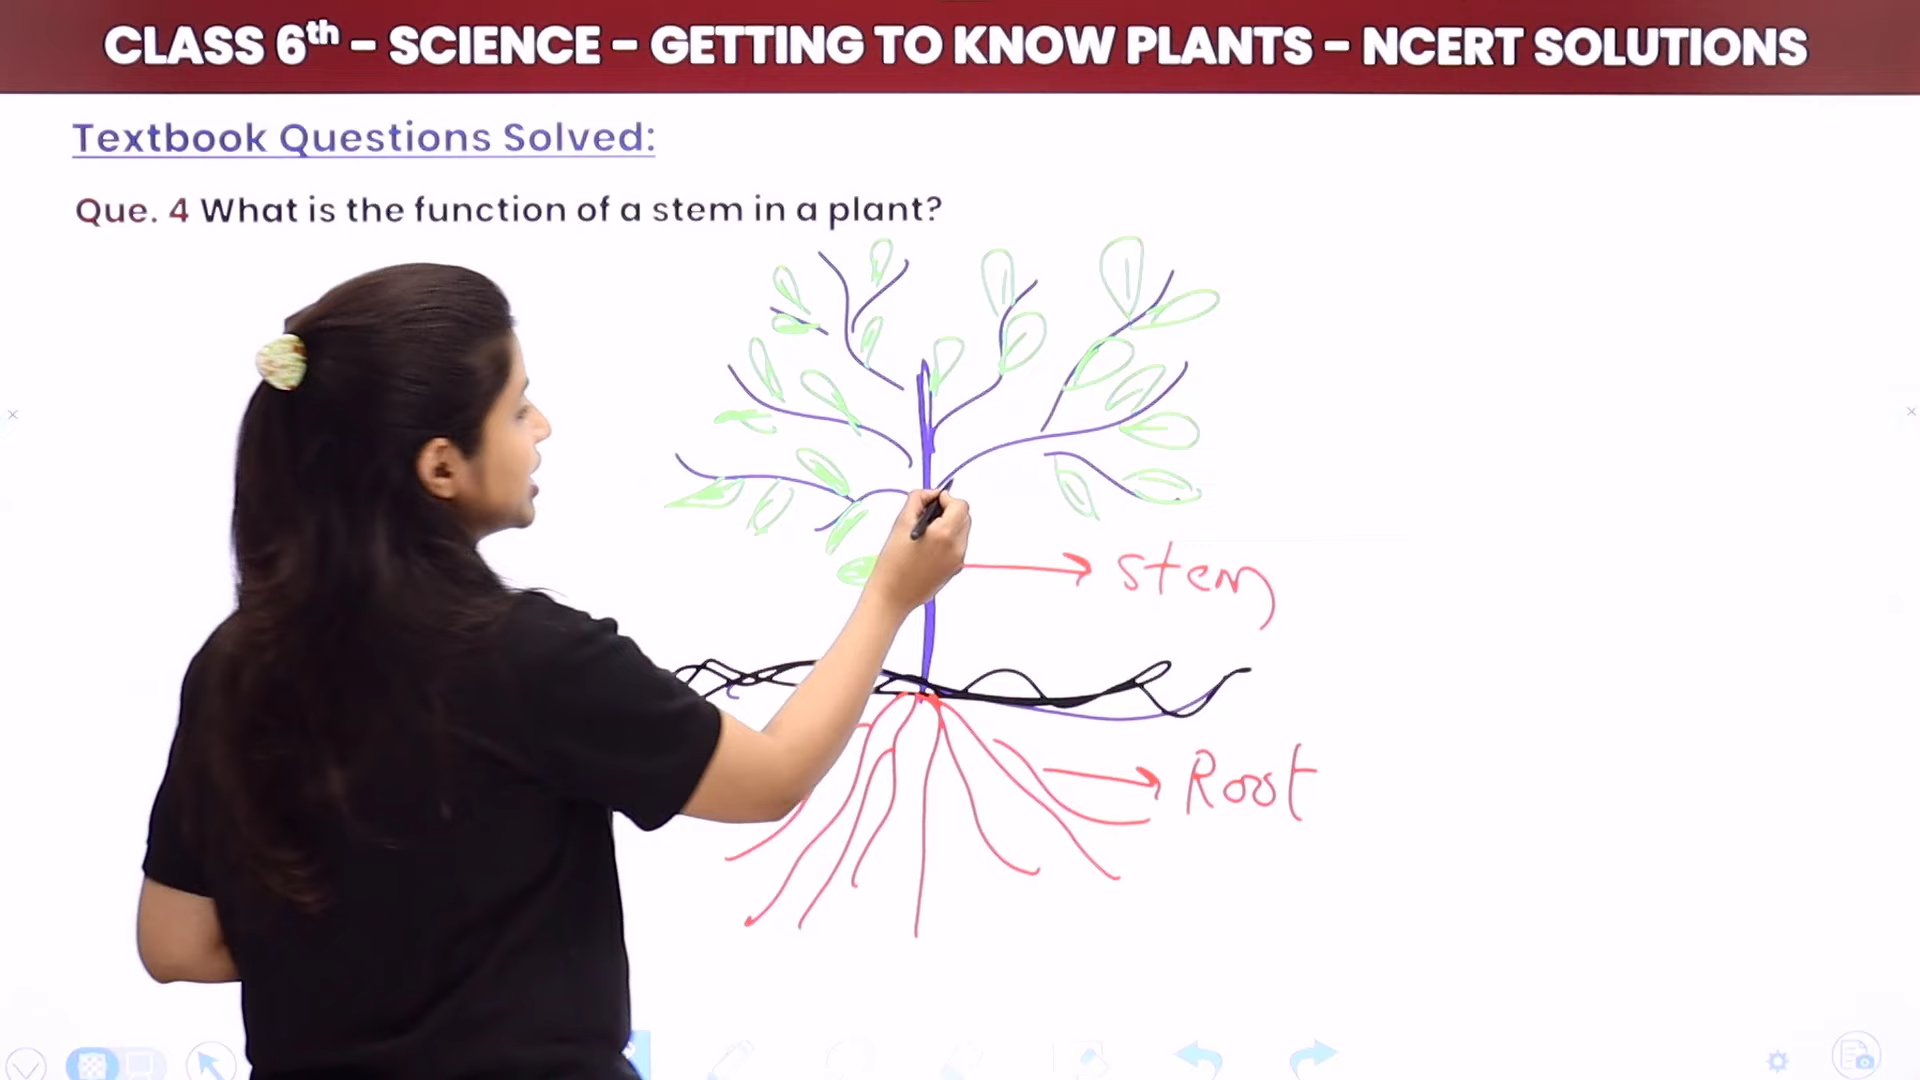 CLASS 6th – SCIENCE – GETTING TO KNOW PLANTS – NCERT SOLUTIONS
Textbook Questions Solved:
Que. 4 What is the function of a stem in a plant?
stem
Root